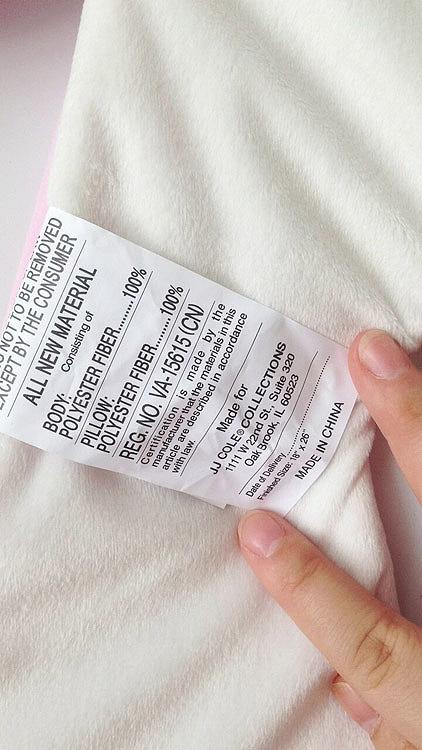 NOT TO BE REMOVED
EXCEPT BY THE CONSUMER
ALL NEW MATERIAL
Consisting of
BODY:
POLYESTER FIBER.........100%
PILLOW:
POLYESTER FIBER.........100%
REG. NO. VA-15615 (CN)
Certification is made by the
manufacturer that the materials in this
article are described in accordance
with law.
Made for
JJ COLE® COLLECTIONS
1111 W 22nd St., Suite 320
Oak Brook, IL 60523
Date of Delivery
Finished Size: 18" x 26"
MADE IN CHINA